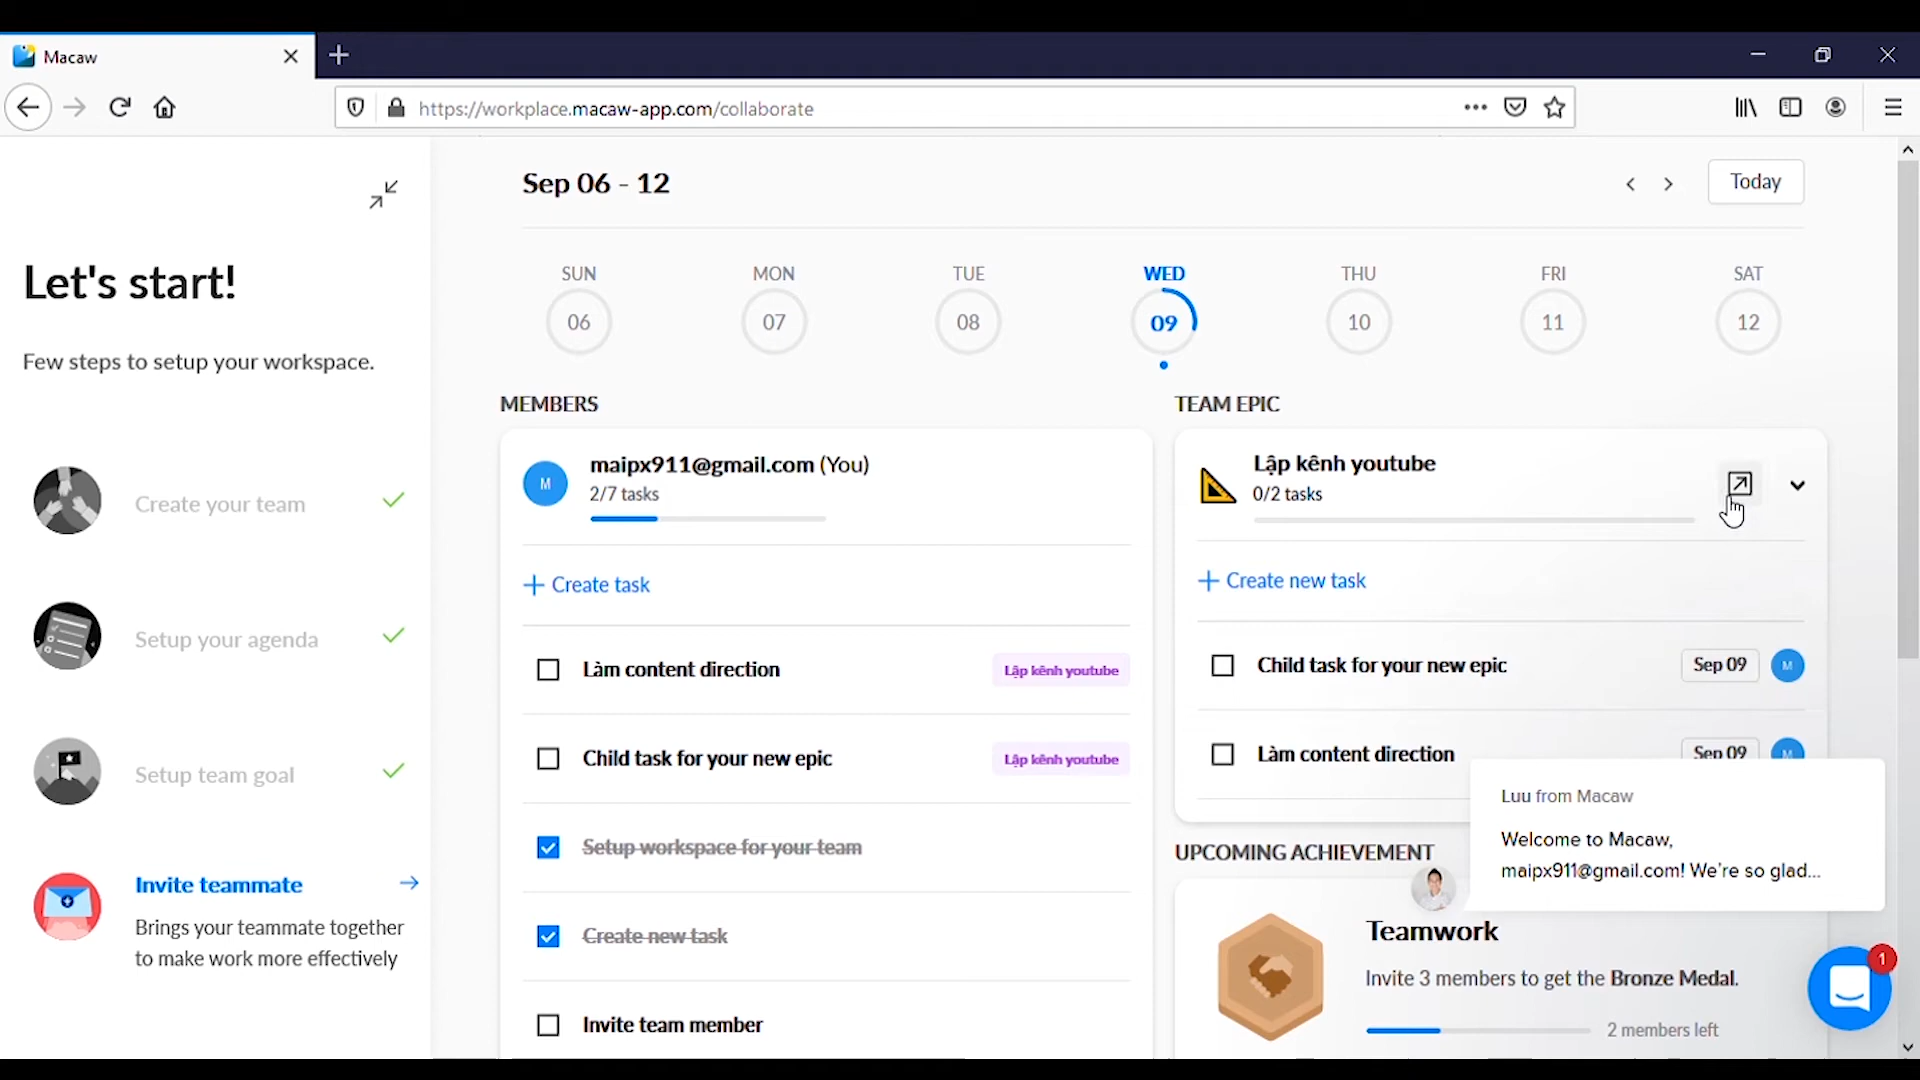 Macaw
https://workplace.macaw-app.com/collaborate
Sep 06 - 12
Today
Let's start!
Few steps to setup your workspace.
SUN
MON
TUE
WED
THU
FRI
SAT
06
07
08
09
10
11
12
MEMBERS
TEAM EPIC
M
maipx911@gmail.com (You)
2/7 tasks
Lập kênh youtube
0/2 tasks
Create your team
Setup your agenda
Setup team goal
Invite teammate
Brings your teammate together
to make work more effectively
+ Create task
Làm content direction
Lập kênh youtube
Child task for your new epic
Lập kênh youtube
Setup workspace for your team
Create new task
Invite team member
+ Create new task
Child task for your new epic
Sep 09
M
Làm content direction
Sep 09
M
Luu from Macaw
Welcome to Macaw,
maipx911@gmail.com! We're so glad...
UPCOMING ACHIEVEMENT
Teamwork
Invite 3 members to get the Bronze Medal.
2 members left
1